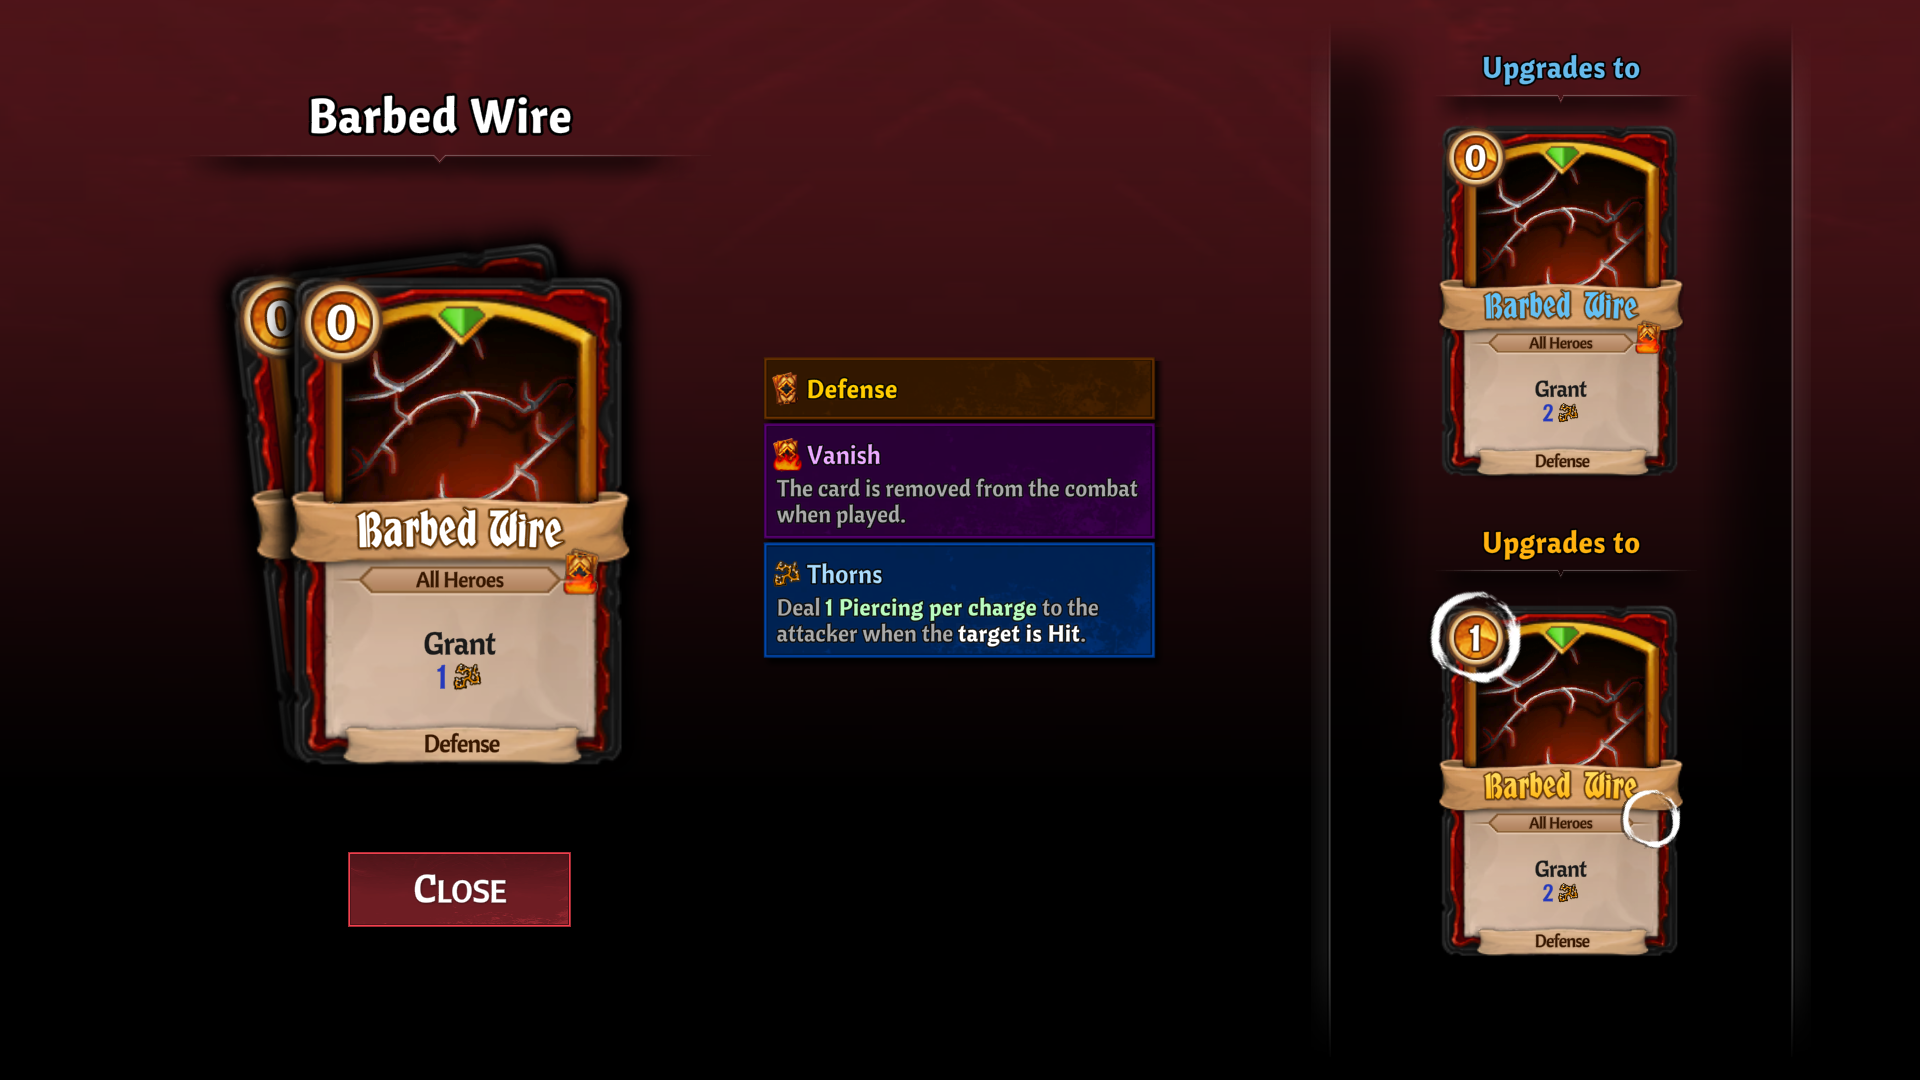 Barbed Wire
0
0
Barbed Wire
All Heroes
Grant
1
Defense
CLOSE
Defense
Vanish
The card is removed from the combat
when played.
Thorns
Deal 1 Piercing per charge to the
attacker when the target is Hit.
Upgrades to
0
Barbed Wire
All Heroes
Grant
2
Defense
Upgrades to
1
Barbed Wire
All Heroes
Grant
2
Defense